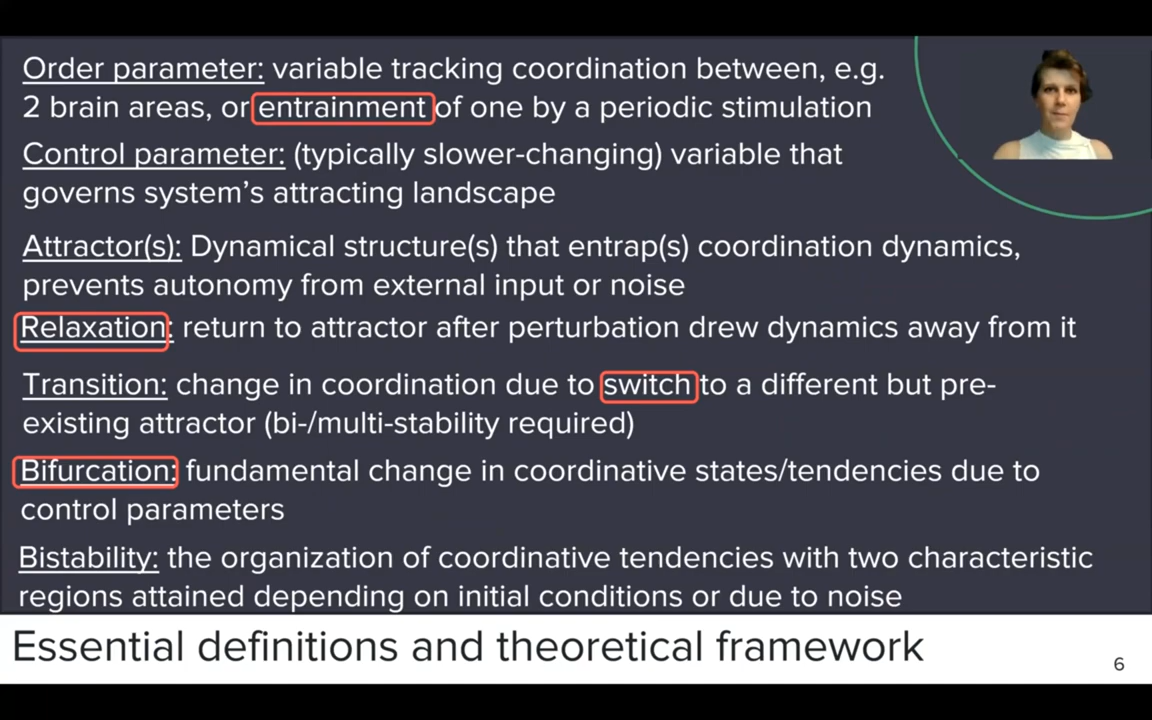 Order parameter: variable tracking coordination between, e.g.
2 brain areas, or entrainment of one by a periodic stimulation
Control parameter: (typically slower-changing) variable that
governs system's attracting landscape
Attractor(s): Dynamical structure(s) that entrap(s) coordination dynamics,
prevents autonomy from external input or noise
Relaxation: return to attractor after perturbation drew dynamics away from it
Transition: change in coordination due to switch to a different but pre-
existing attractor (bi-/multi-stability required)
Bifurcation: fundamental change in coordinative states/tendencies due to
control parameters
Bistability: the organization of coordinative tendencies with two characteristic
regions attained depending on initial conditions or due to noise
Essential definitions and theoretical framework
6